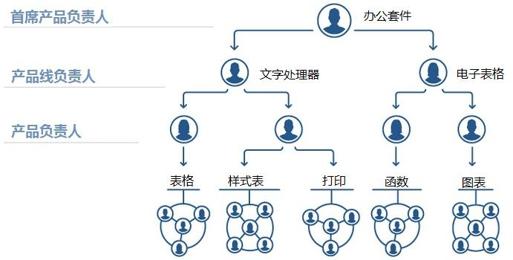 首席产品负责人
办公套件
产品线负责人
文字处理器
电子表格
产品负责人
表格
样式表
打印
函数
图表